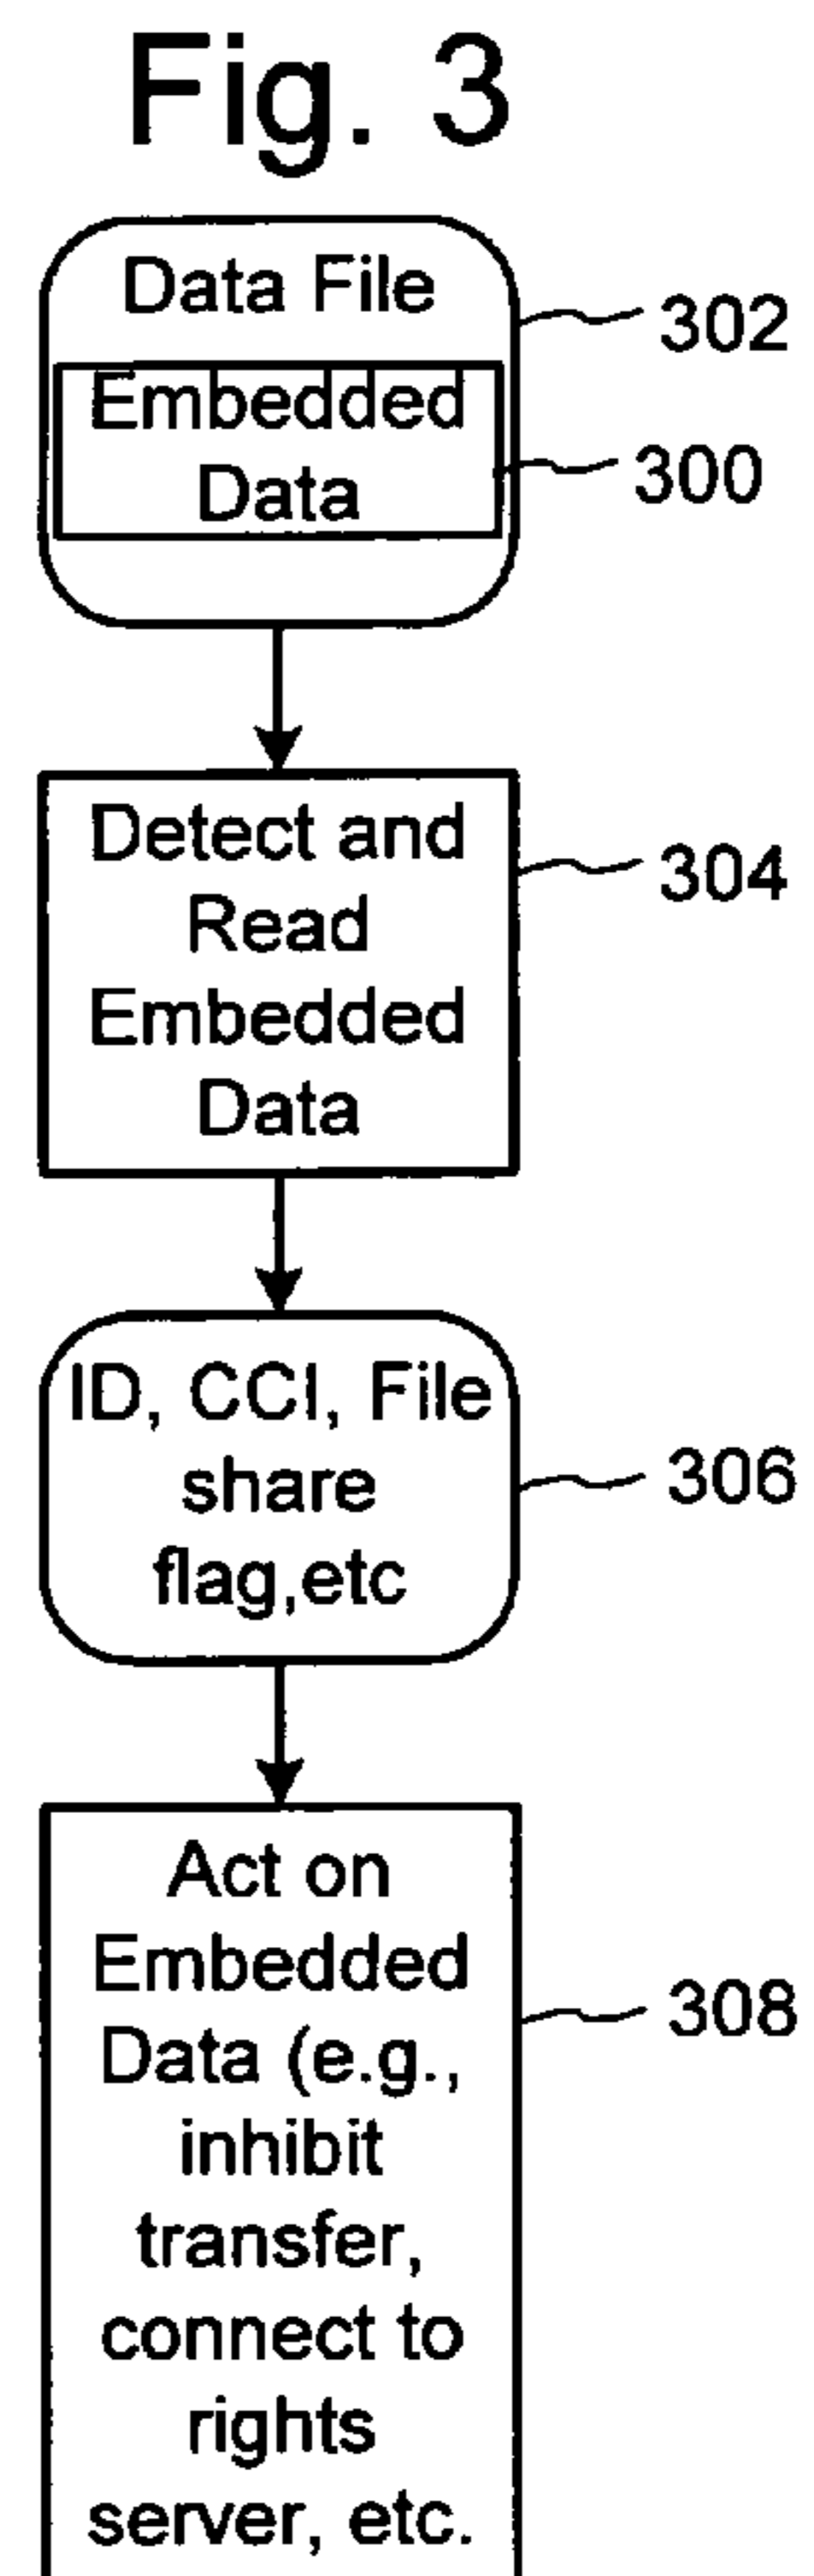 Fig. 3
Data File
302
Embedded
Data
300
Detect and
Read
Embedded
Data
304
ID, CCI, File
share
flag,etc
306
Act on
Embedded
Data (e.g.,
inhibit
transfer,
connect to
rights
server, etc.
308